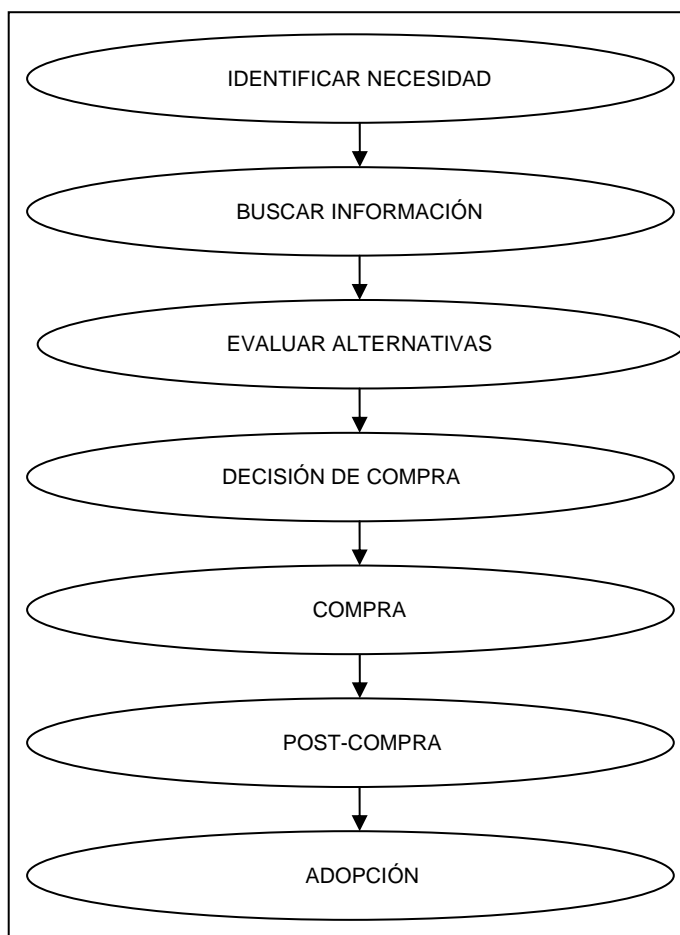 IDENTIFICAR NECESIDAD
BUSCAR INFORMACIÓN
EVALUAR ALTERNATIVAS
DECISIÓN DE COMPRA
COMPRA
POST-COMPRA
ADOPCIÓN